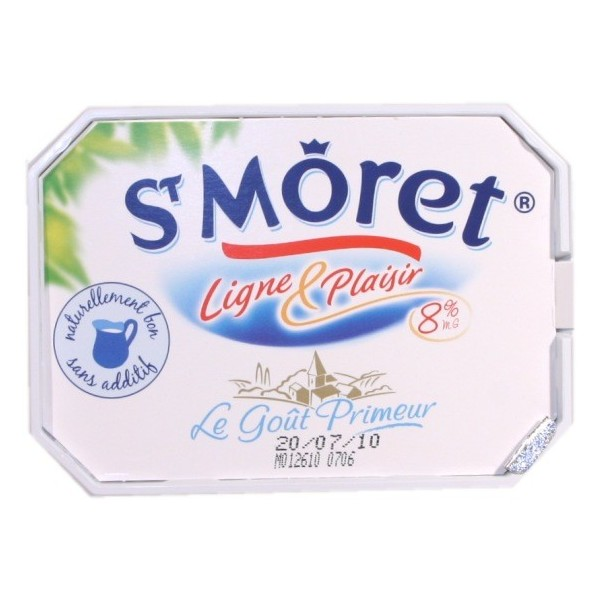 ST Môret ®
Ligne & Plaisir
8% M.G
naturellement bon
sans additif
Le Goût Primeur
20/07/10
M012610 0706